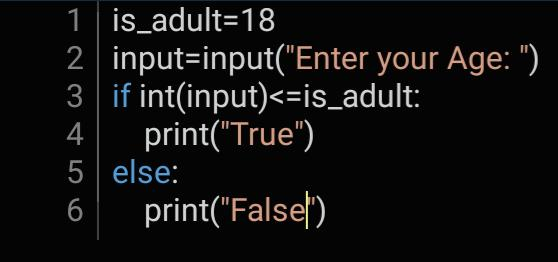 1 is_adult=18
2 input=input("Enter your Age: ")
3 if int(input)<=is_adult:
4     print("True")
5 else:
6     print("False")